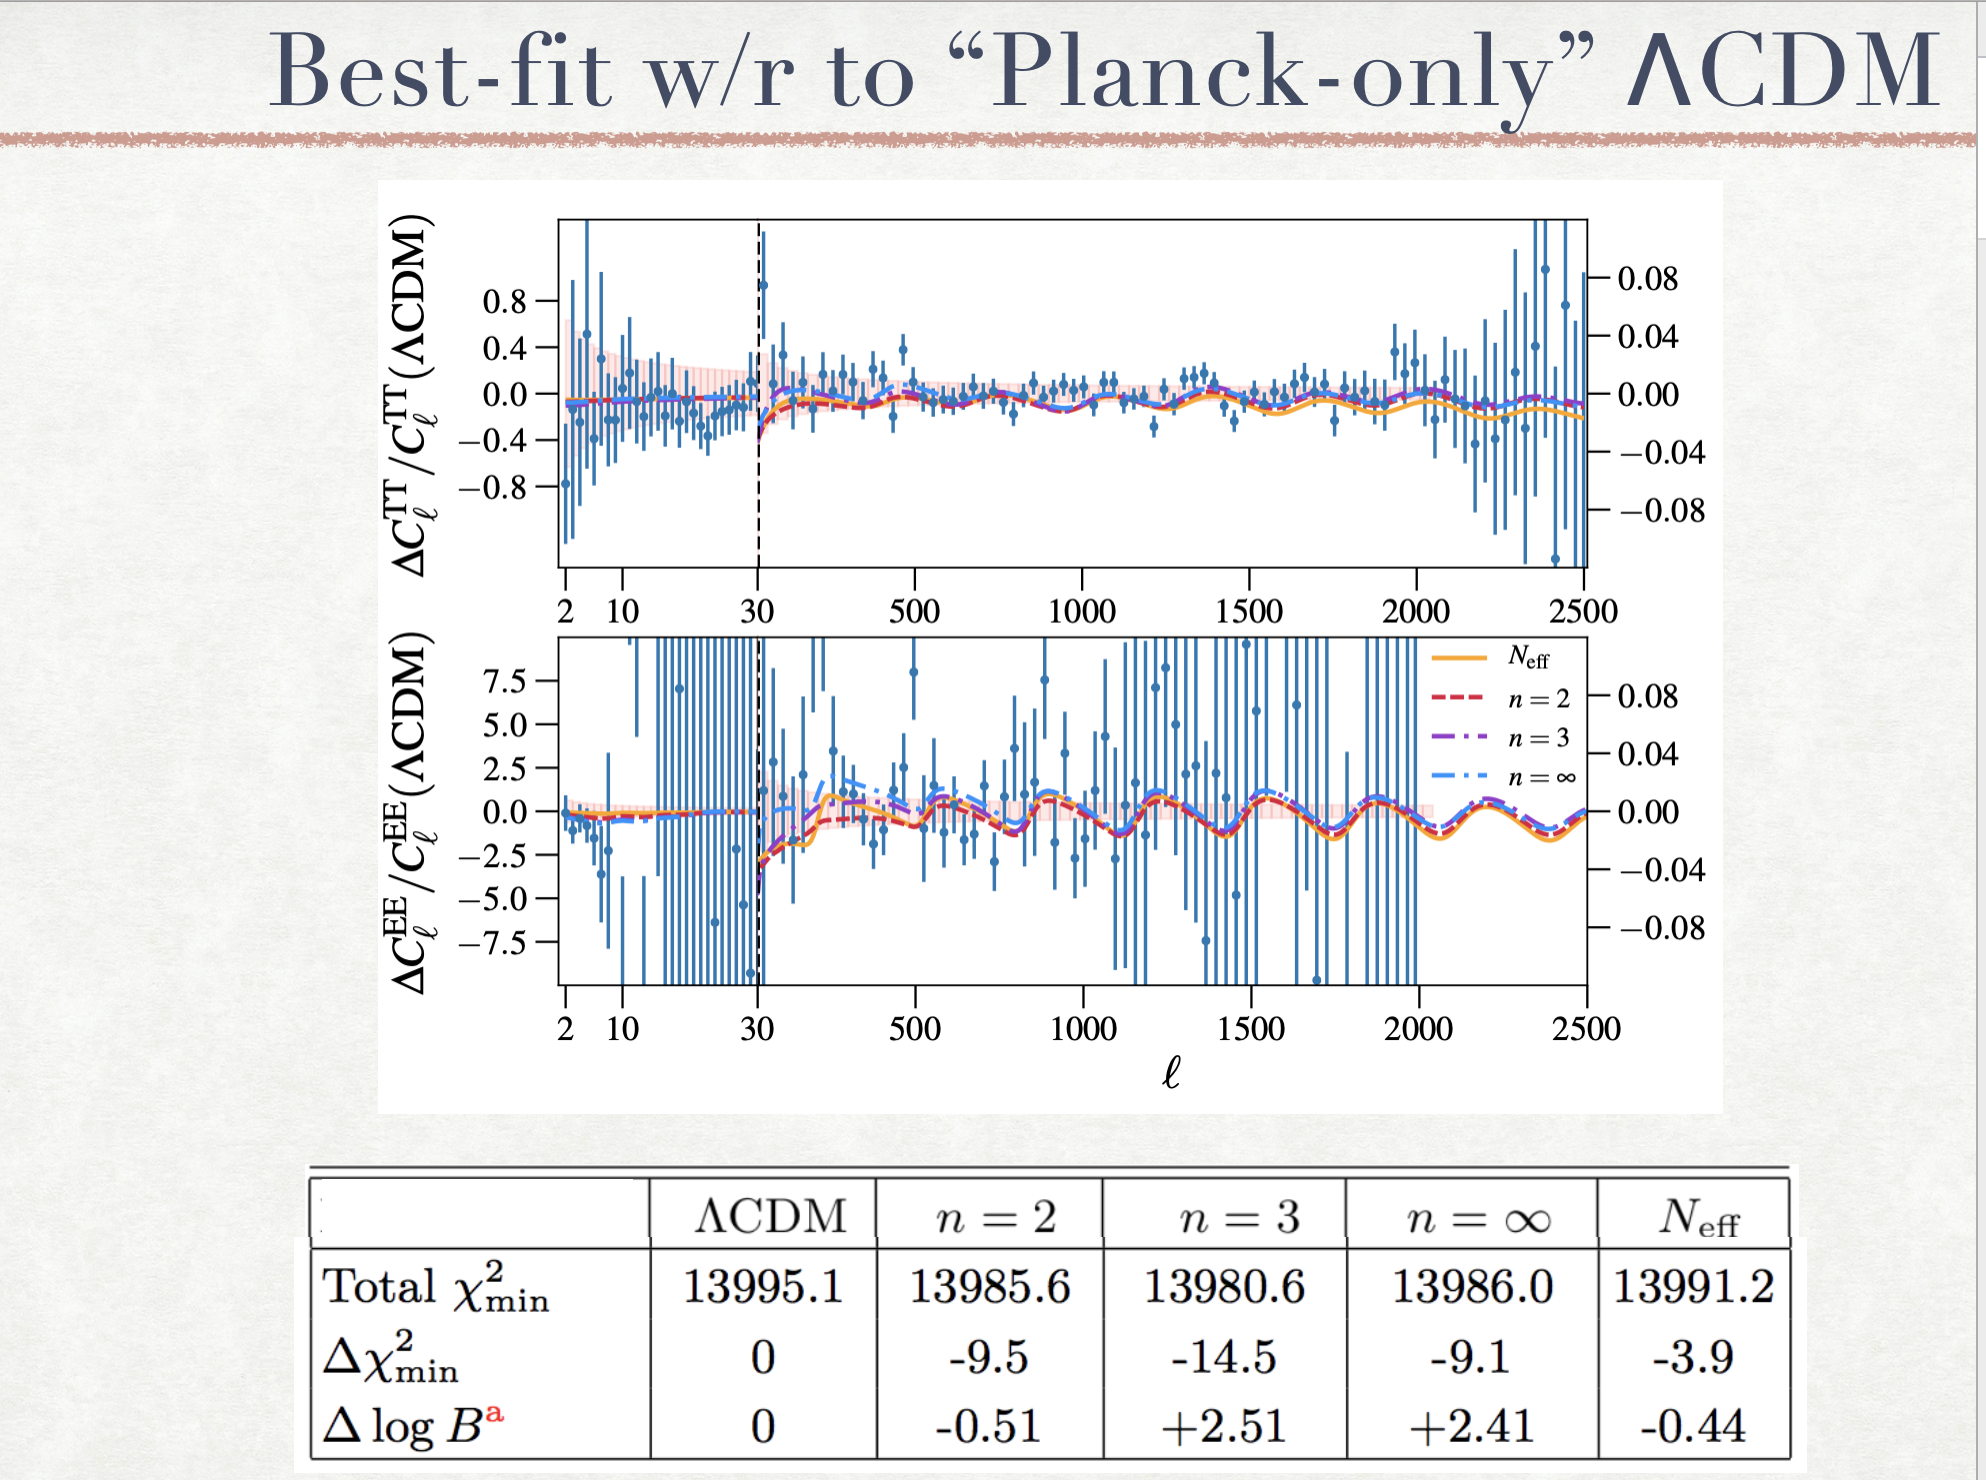 Best-fit w/r to “Planck-only” ΛCDM
ΔC_ℓ^TT/C_ℓ^TT(ΛCDM)
0.8
0.4
0.0
−0.4
−0.8
0.08
0.04
0.00
−0.04
−0.08
2 10 30 500 1000 1500 2000 2500
ΔC_ℓ^EE/C_ℓ^EE(ΛCDM)
7.5
5.0
2.5
0.0
−2.5
−5.0
−7.5
N_eff
n = 2
n = 3
n = ∞
0.08
0.04
0.00
−0.04
−0.08
2 10 30 500 1000 1500 2000 2500
ℓ
ΛCDM n = 2 n = 3 n = ∞ N_eff
Total χ²_min 13995.1 13985.6 13980.6 13986.0 13991.2
Δχ²_min 0 -9.5 -14.5 -9.1 -3.9
Δ log B^a 0 -0.51 +2.51 +2.41 -0.44